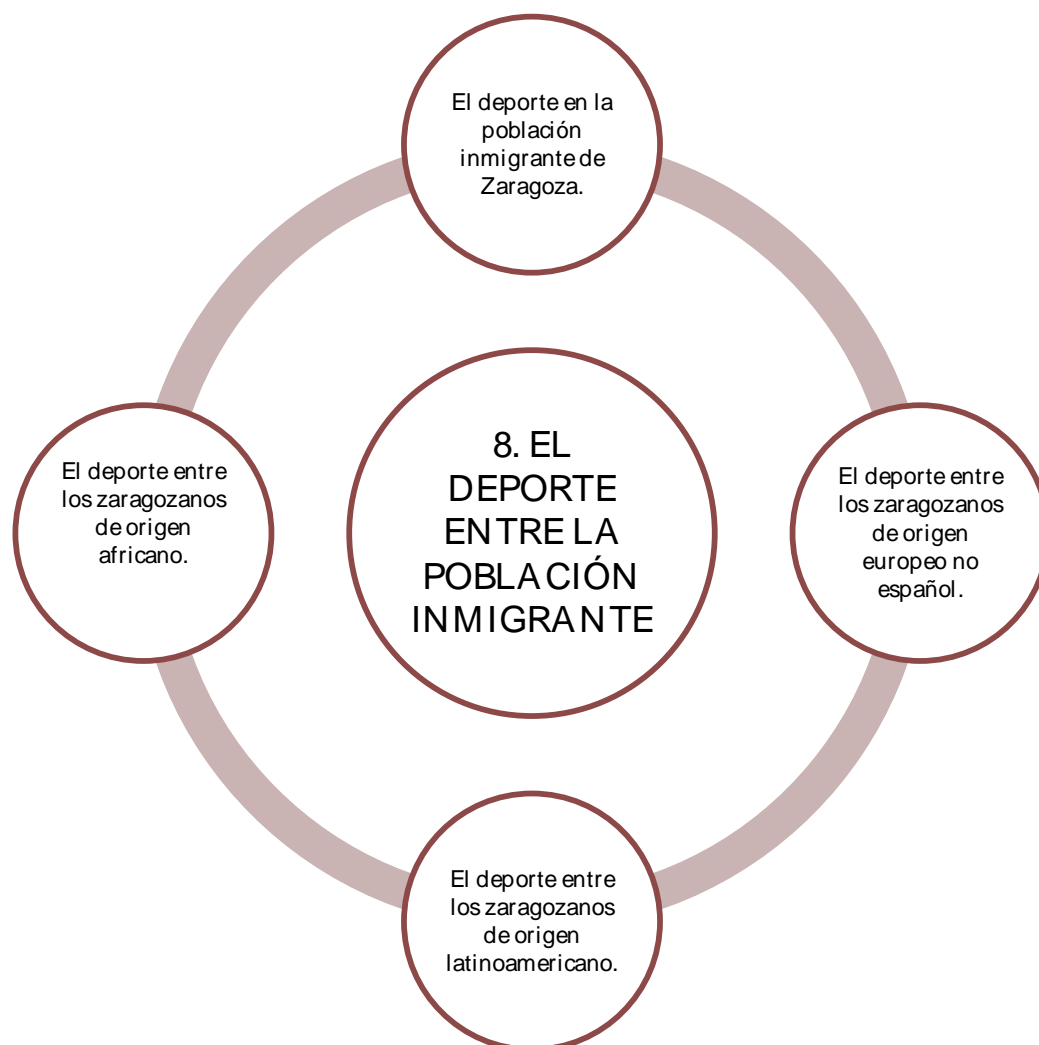 El deporte en la
población
inmigrante de
Zaragoza.
El deporte entre
los zaragozanos
de origen
africano.
8. EL
DEPORTE
ENTRE LA
POBLACIÓN
INMIGRANTE
El deporte entre
los zaragozanos
de origen
europeo no
español.
El deporte entre
los zaragozanos
de origen
latinoamericano.